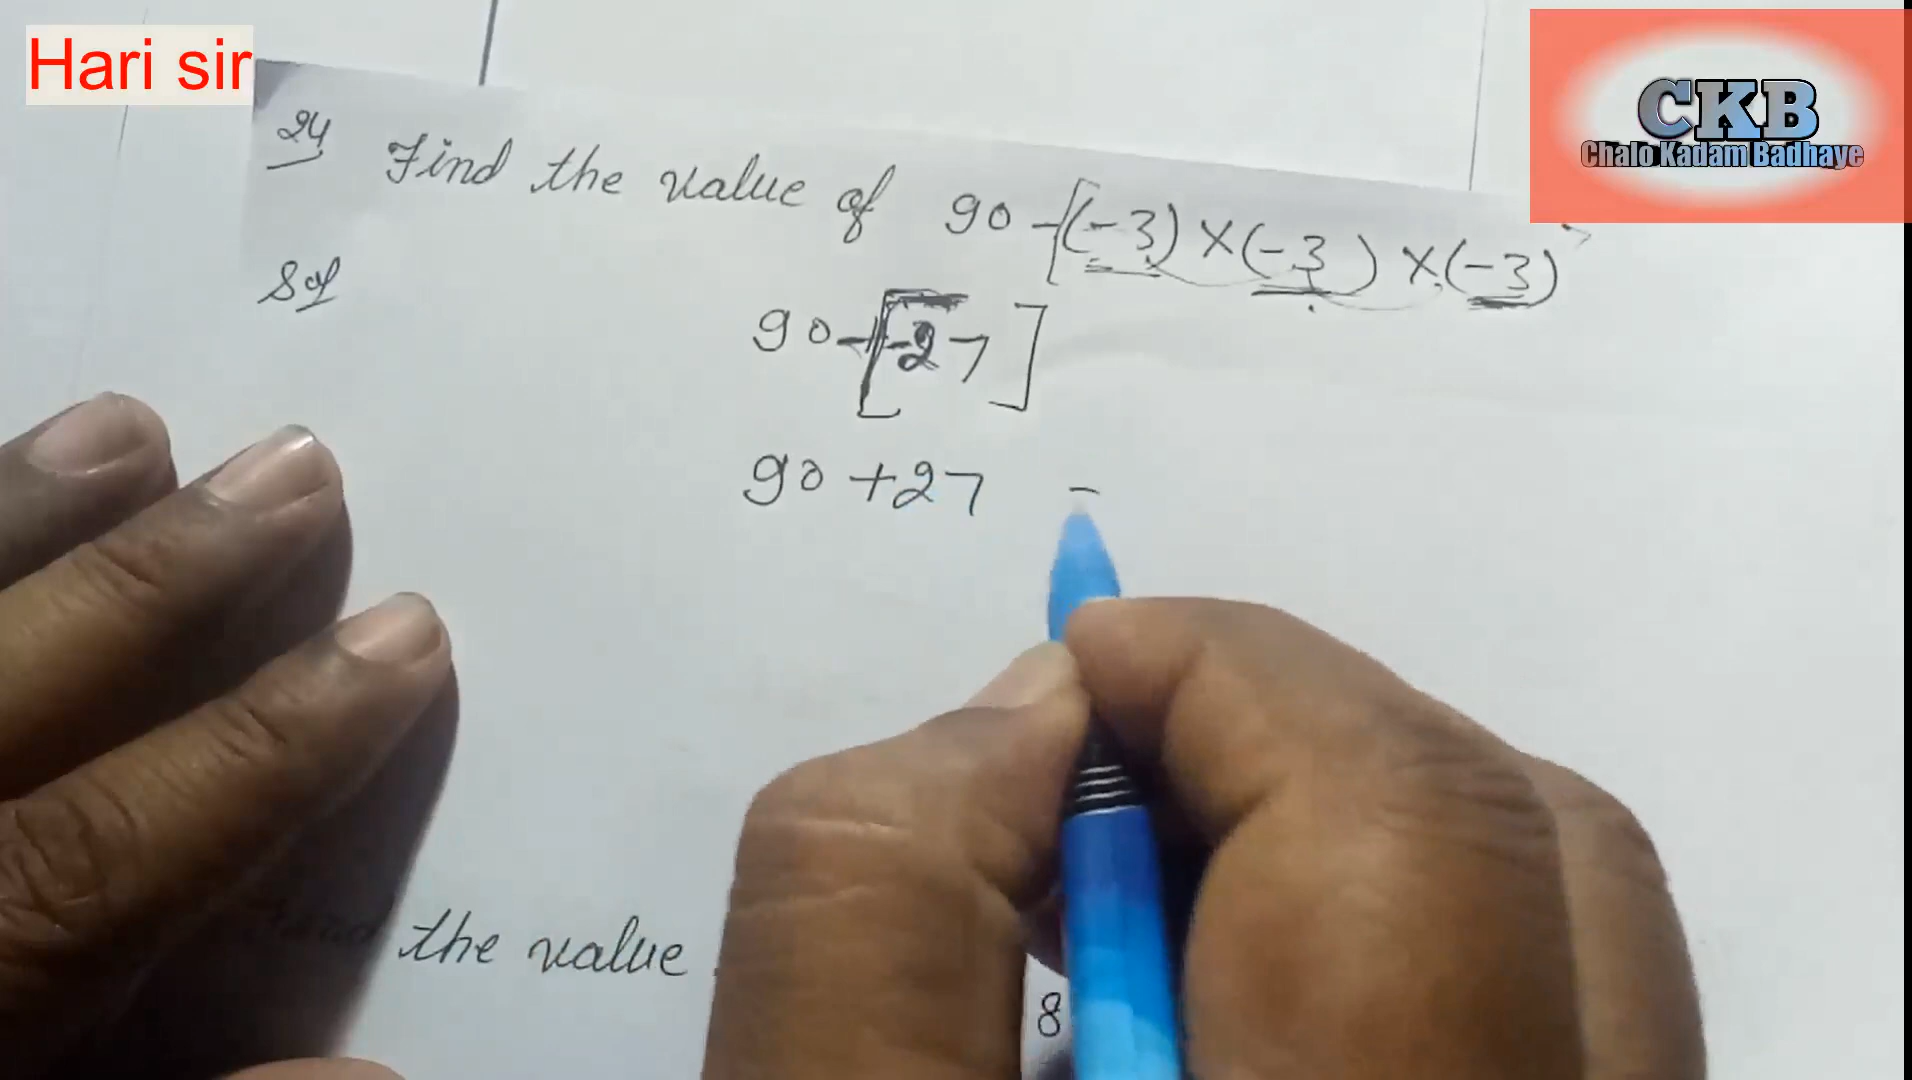 Hari sir
CKB
Chalo Kadam Badhaye
24 Find the value of 90-[(-3)×(-3)×(-3)
Sol
90-[-27]
90+27 -
the value
8